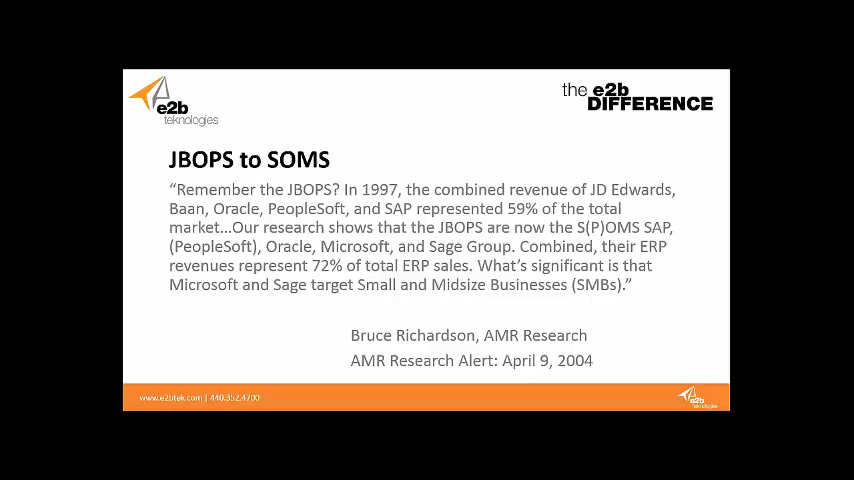 e2b
teknologies
the e2b
DIFFERENCE
JBOPS to SOMS
“Remember the JBOPS? In 1997, the combined revenue of JD Edwards,
Baan, Oracle, PeopleSoft, and SAP represented 59% of the total
market...Our research shows that the JBOPS are now the S(P)OMS SAP,
(PeopleSoft), Oracle, Microsoft, and Sage Group. Combined, their ERP
revenues represent 72% of total ERP sales. What’s significant is that
Microsoft and Sage target Small and Midsize Businesses (SMBs).”
Bruce Richardson, AMR Research
AMR Research Alert: April 9, 2004
www.e2btek.com | 440.352.4700
e2b
teknologies